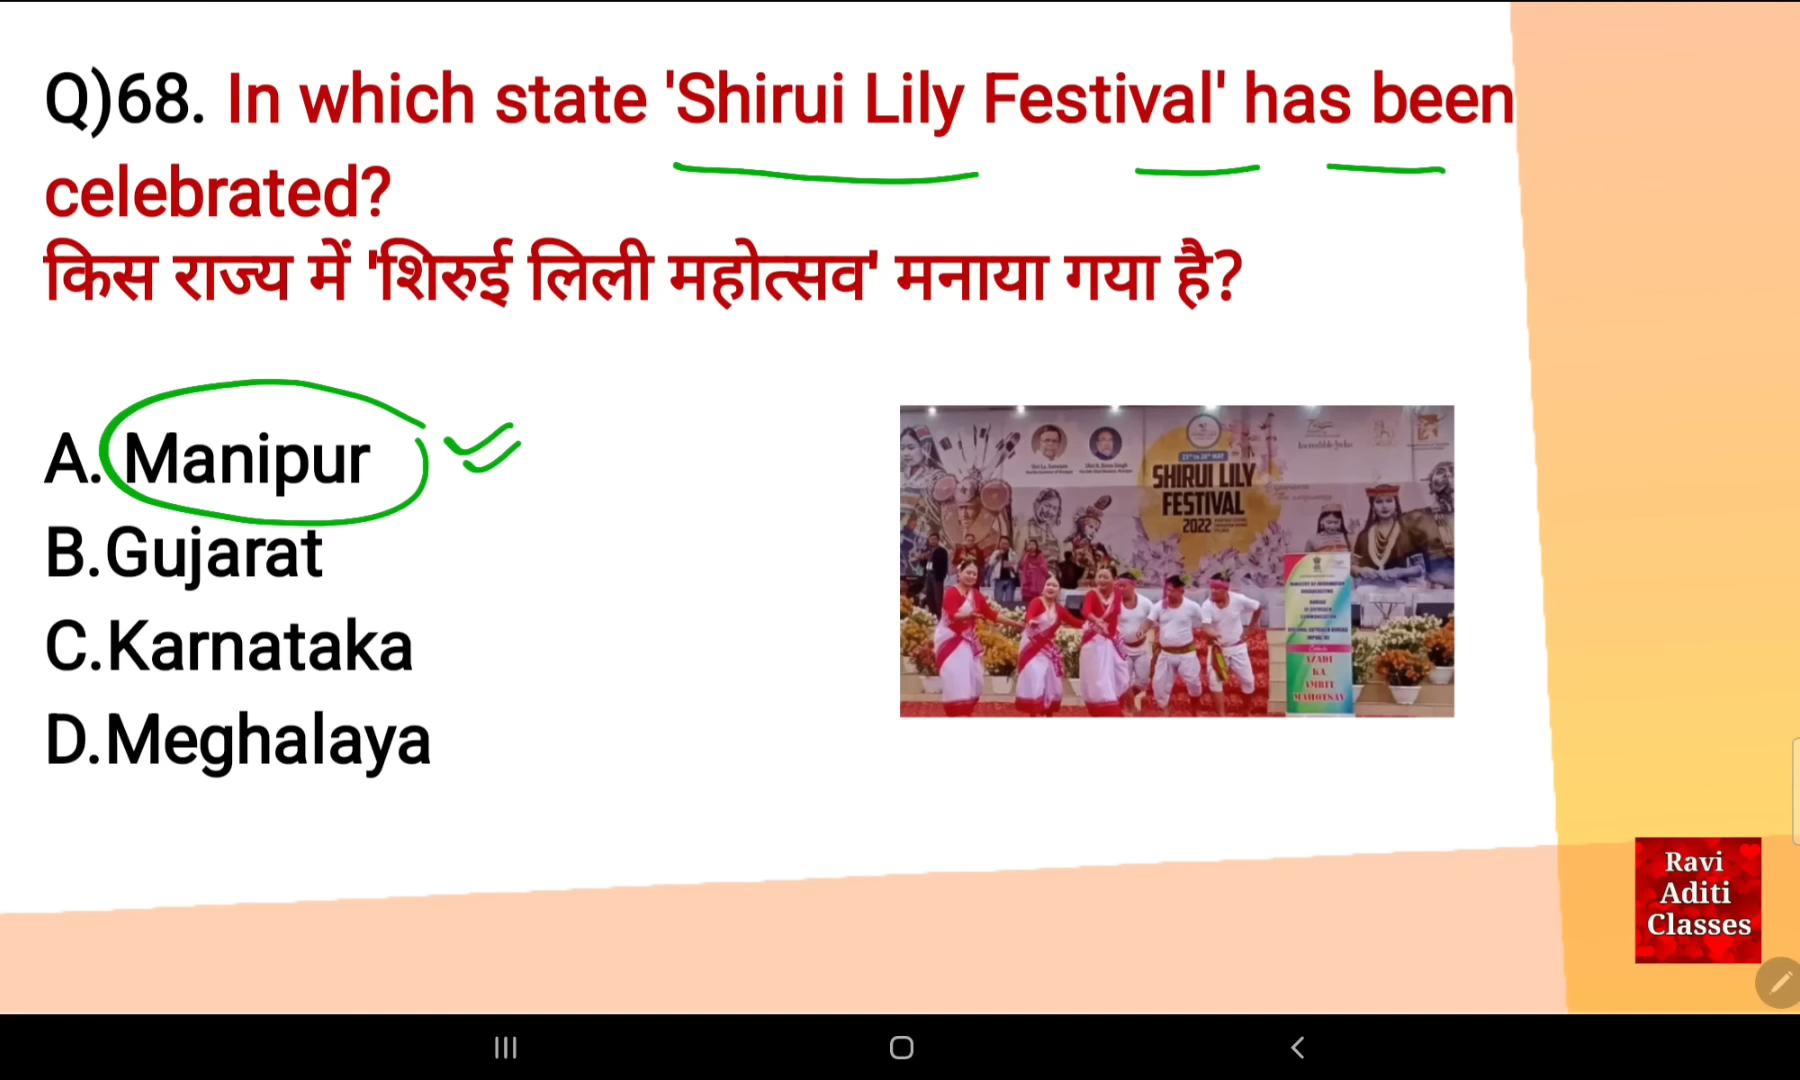 Q)68. In which state 'Shirui Lily Festival' has been
celebrated?
किस राज्य में 'शिरुई लिली महोत्सव' मनाया गया है?
A. Manipur
B.Gujarat
C.Karnataka
D.Meghalaya
SHIRUI LILY
FESTIVAL
2022
AZADI
KA
AMRIT
MAHOTSAV
Ravi
Aditi
Classes